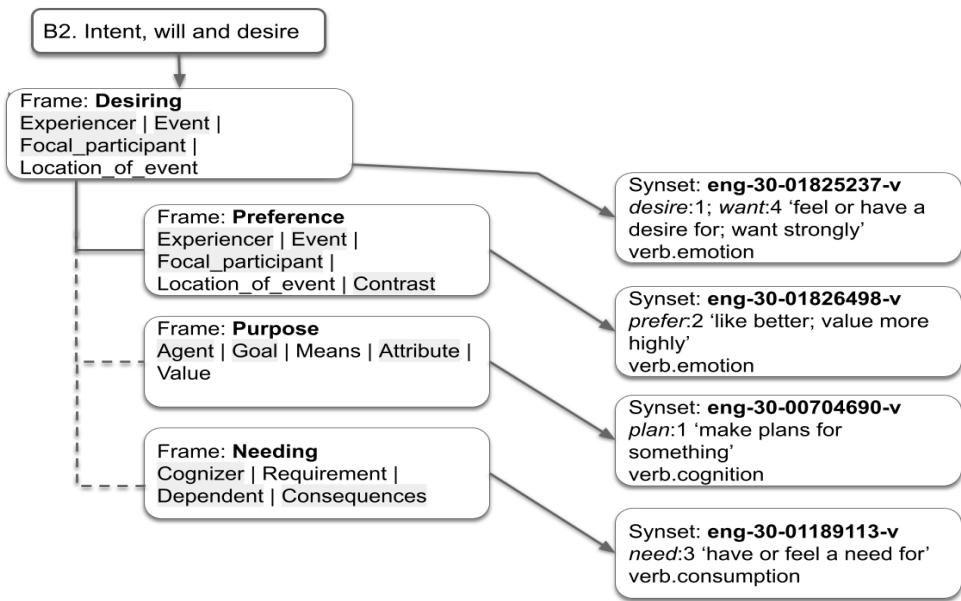 B2. Intent, will and desire
Frame: Desiring
Experiencer | Event |
Focal_participant |
Location_of_event
Frame: Preference
Experiencer | Event |
Focal_participant |
Location_of_event | Contrast
Frame: Purpose
Agent | Goal | Means | Attribute |
Value
Frame: Needing
Cognizer | Requirement |
Dependent | Consequences
Synset: eng-30-01825237-v
desire:1; want:4 ‘feel or have a
desire for; want strongly’
verb.emotion
Synset: eng-30-01826498-v
prefer:2 ‘like better; value more
highly’
verb.emotion
Synset: eng-30-00704690-v
plan:1 ‘make plans for
something’
verb.cognition
Synset: eng-30-01189113-v
need:3 ‘have or feel a need for’
verb.consumption